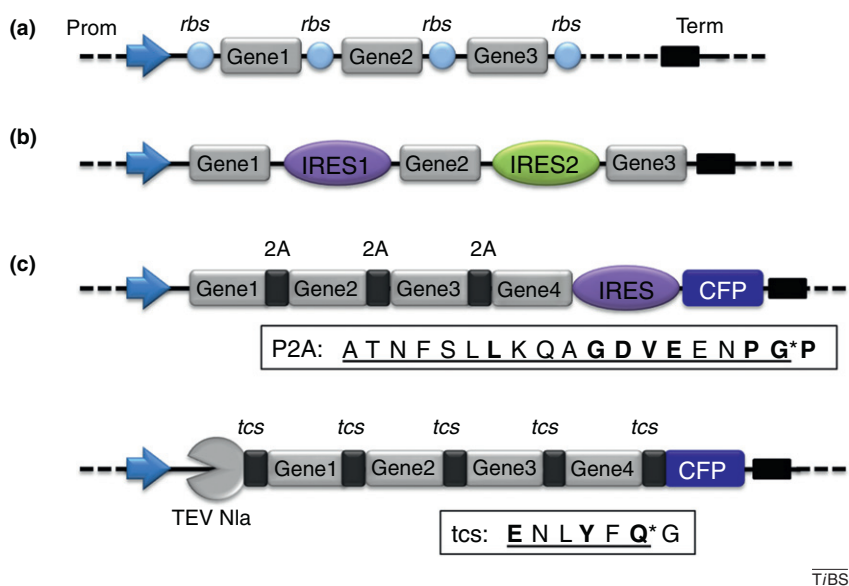 (a) Prom rbs rbs rbs rbs Term
Gene1 Gene2 Gene3
(b) Gene1 IRES1 Gene2 IRES2 Gene3
2A 2A 2A
(c) Gene1 Gene2 Gene3 Gene4 IRES CFP
P2A: A T N F S L L K Q A G D V E E N P G*P
tcs tcs tcs tcs tcs
Gene1 Gene2 Gene3 Gene4 CFP
TEV Nla
tcs: E N L Y F Q* G
TiBS